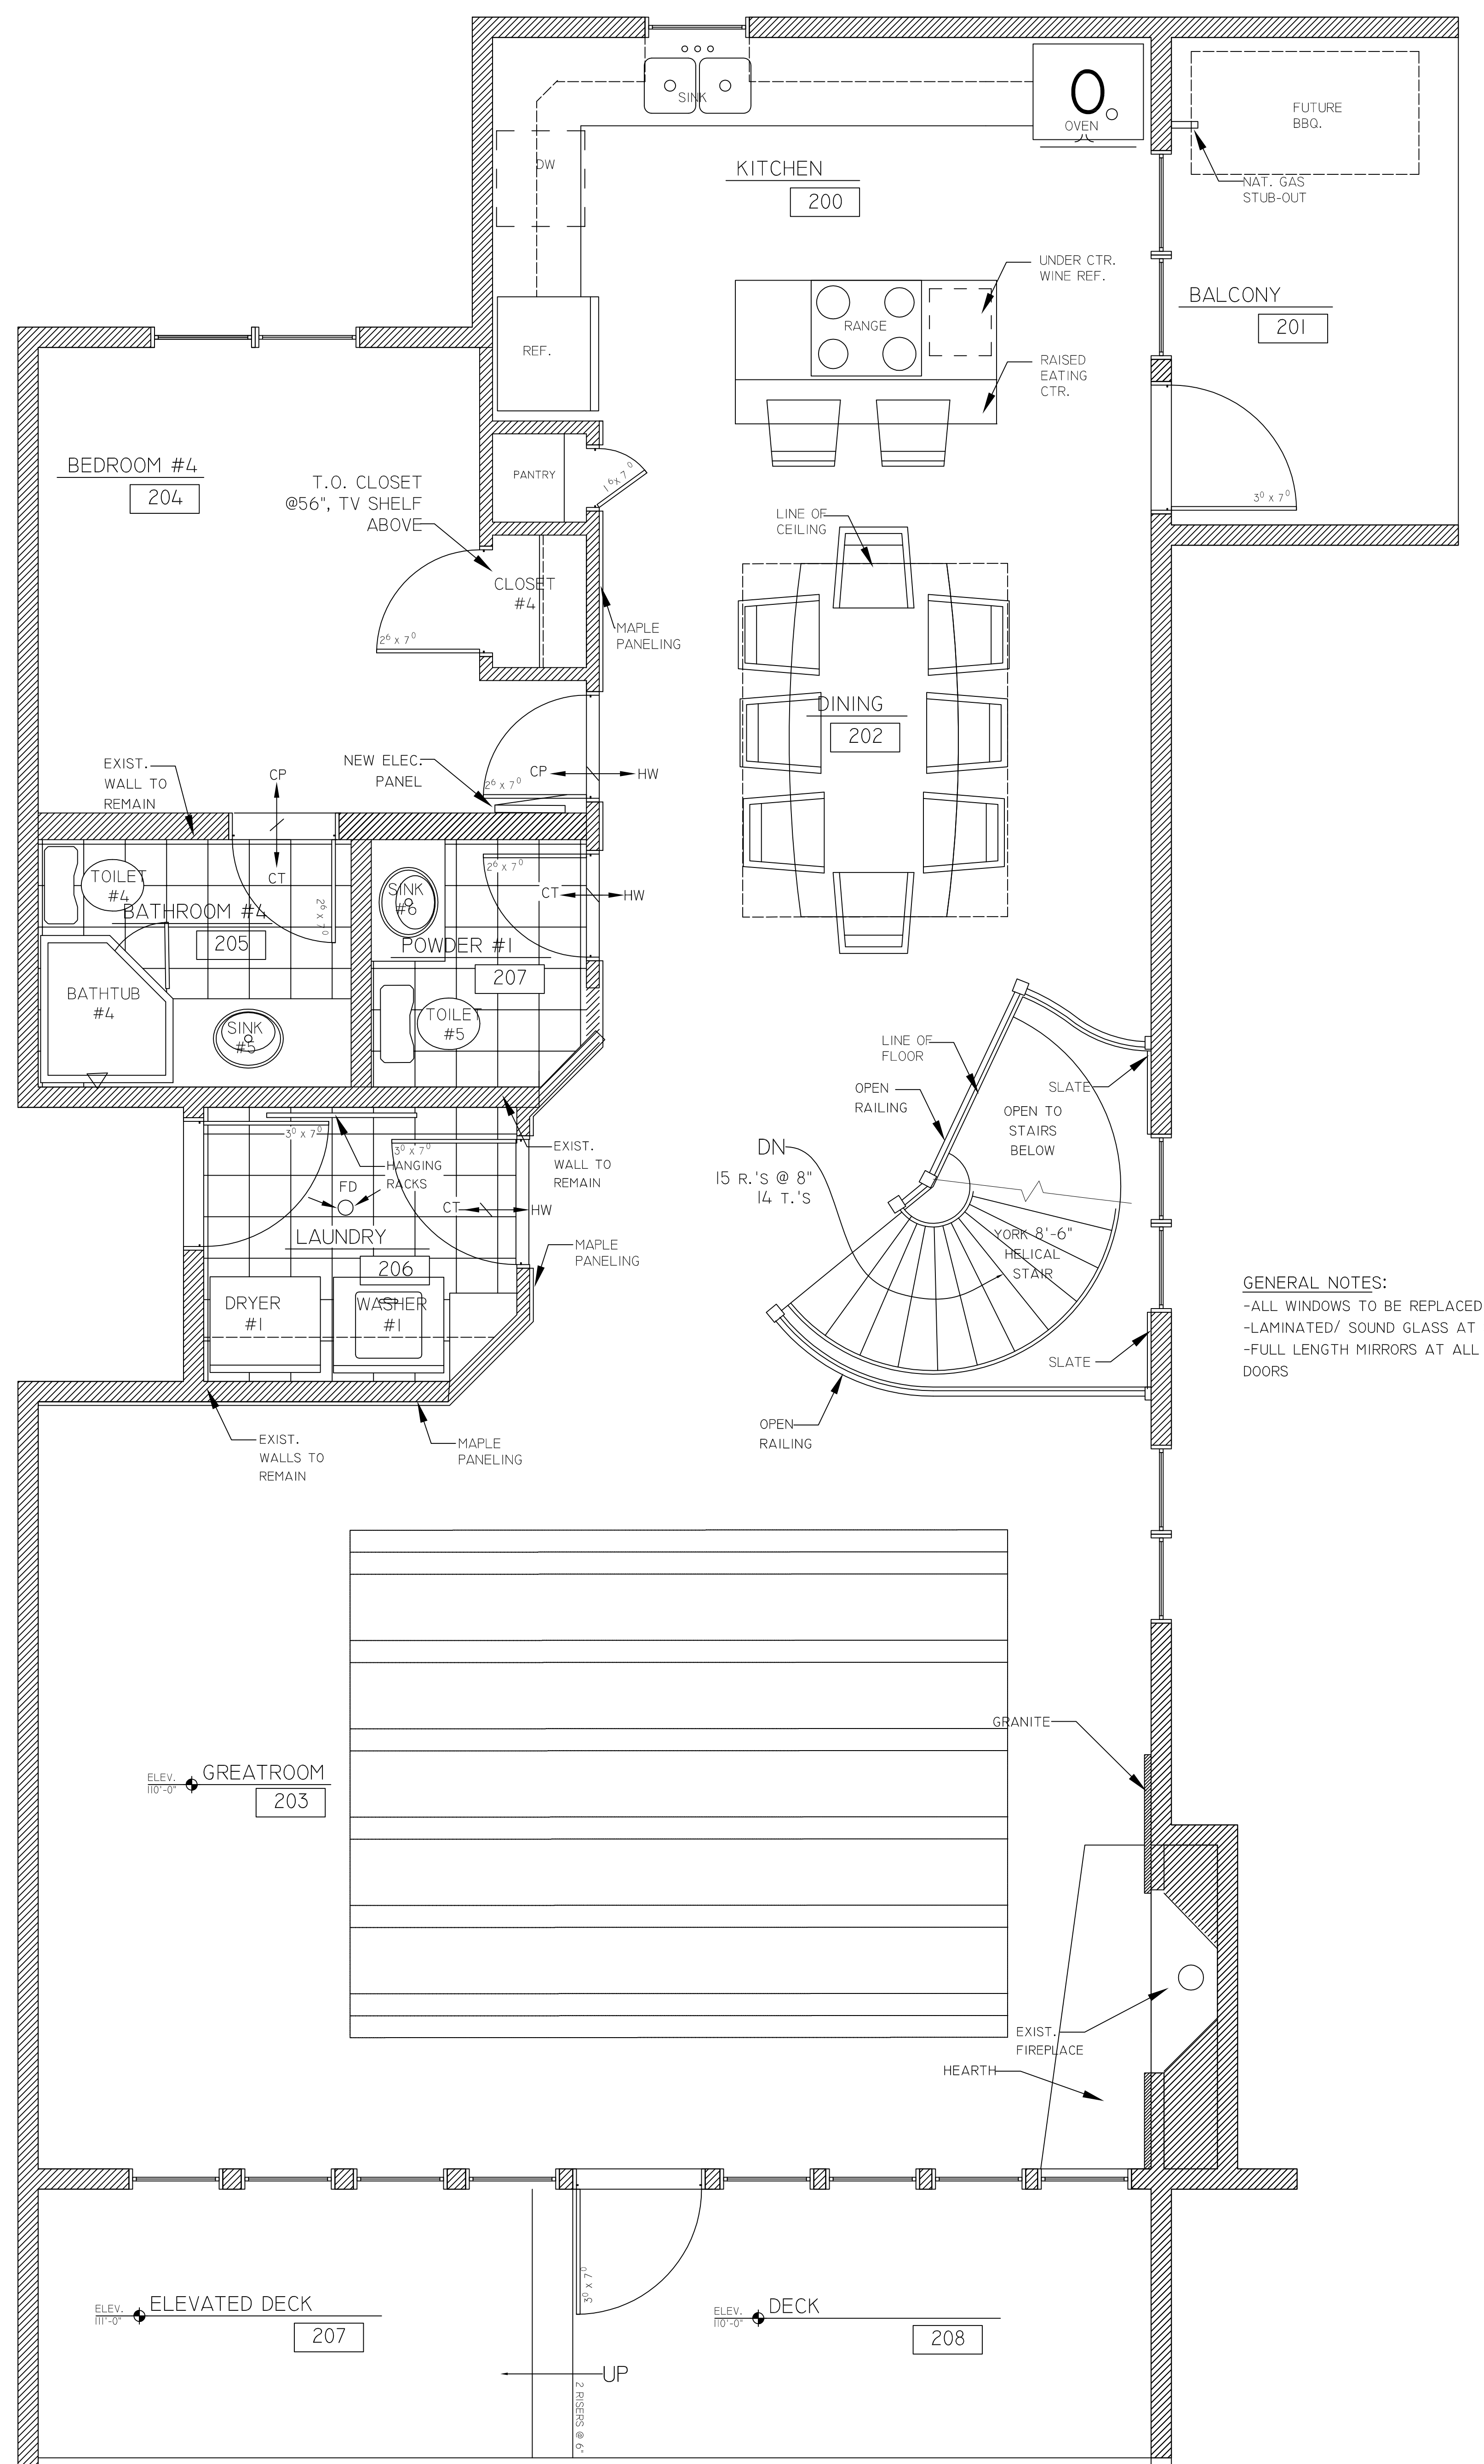 SINK
OVEN
FUTURE
BBQ.
DW
KITCHEN
200
NAT. GAS
STUB-OUT
UNDER CTR.
WINE REF.
BALCONY
201
REF.
RANGE
RAISED
EATING
CTR.
BEDROOM #4
204
T.O. CLOSET
@56", TV SHELF
ABOVE
PANTRY
1⁶x 7⁰
3⁰ x 7⁰
LINE OF
CEILING
CLOSET
#4
2⁶ x 7⁰
MAPLE
PANELING
DINING
202
EXIST.
WALL TO
REMAIN
CP
NEW ELEC.
PANEL
CP
HW
2⁶ x 7⁰
TOILET
#4
CT
2⁶ x 7⁰
BATHROOM #4
205
SINK
#6
2⁶ x 7⁰
CT
HW
POWDER #1
207
BATHTUB
#4
SINK
#5
TOILET
#5
LINE OF
FLOOR
OPEN
RAILING
SLATE
OPEN TO
STAIRS
BELOW
3⁰ x 7⁰
3⁰ x 7⁰
HANGING
RACKS
FD
EXIST.
WALL TO
REMAIN
DN
15 R.'S @ 8"
14 T.'S
CT
HW
LAUNDRY
206
MAPLE
PANELING
YORK 8'-6"
HELICAL
STAIR
DRYER
#1
WASHER
#1
SLATE
GENERAL NOTES:
-ALL WINDOWS TO BE REPLACED
-LAMINATED/ SOUND GLASS AT
-FULL LENGTH MIRRORS AT ALL
DOORS
OPEN
RAILING
EXIST.
WALLS TO
REMAIN
MAPLE
PANELING
GRANITE
ELEV.
110'-0"
GREATROOM
203
EXIST.
FIREPLACE
HEARTH
3⁰ x 7⁰
ELEV.
111'-0"
ELEVATED DECK
207
ELEV.
110'-0"
DECK
208
UP
2 RISERS @ 6"